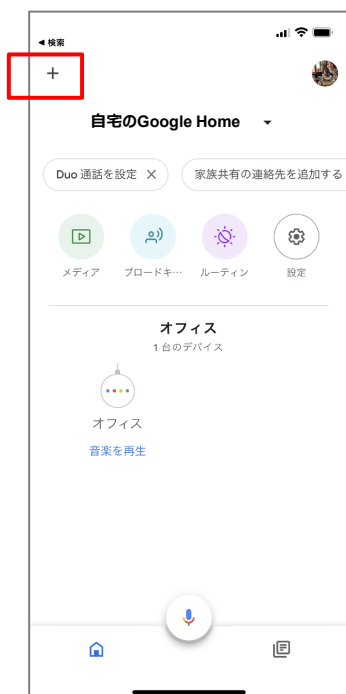 ◀ 検索
+
自宅のGoogle Home
Duo 通話を設定 ×
家族共有の連絡先を追加する
メディア
ブロードキ…
ルーティン
設定
オフィス
1 台のデバイス
オフィス
音楽を再生